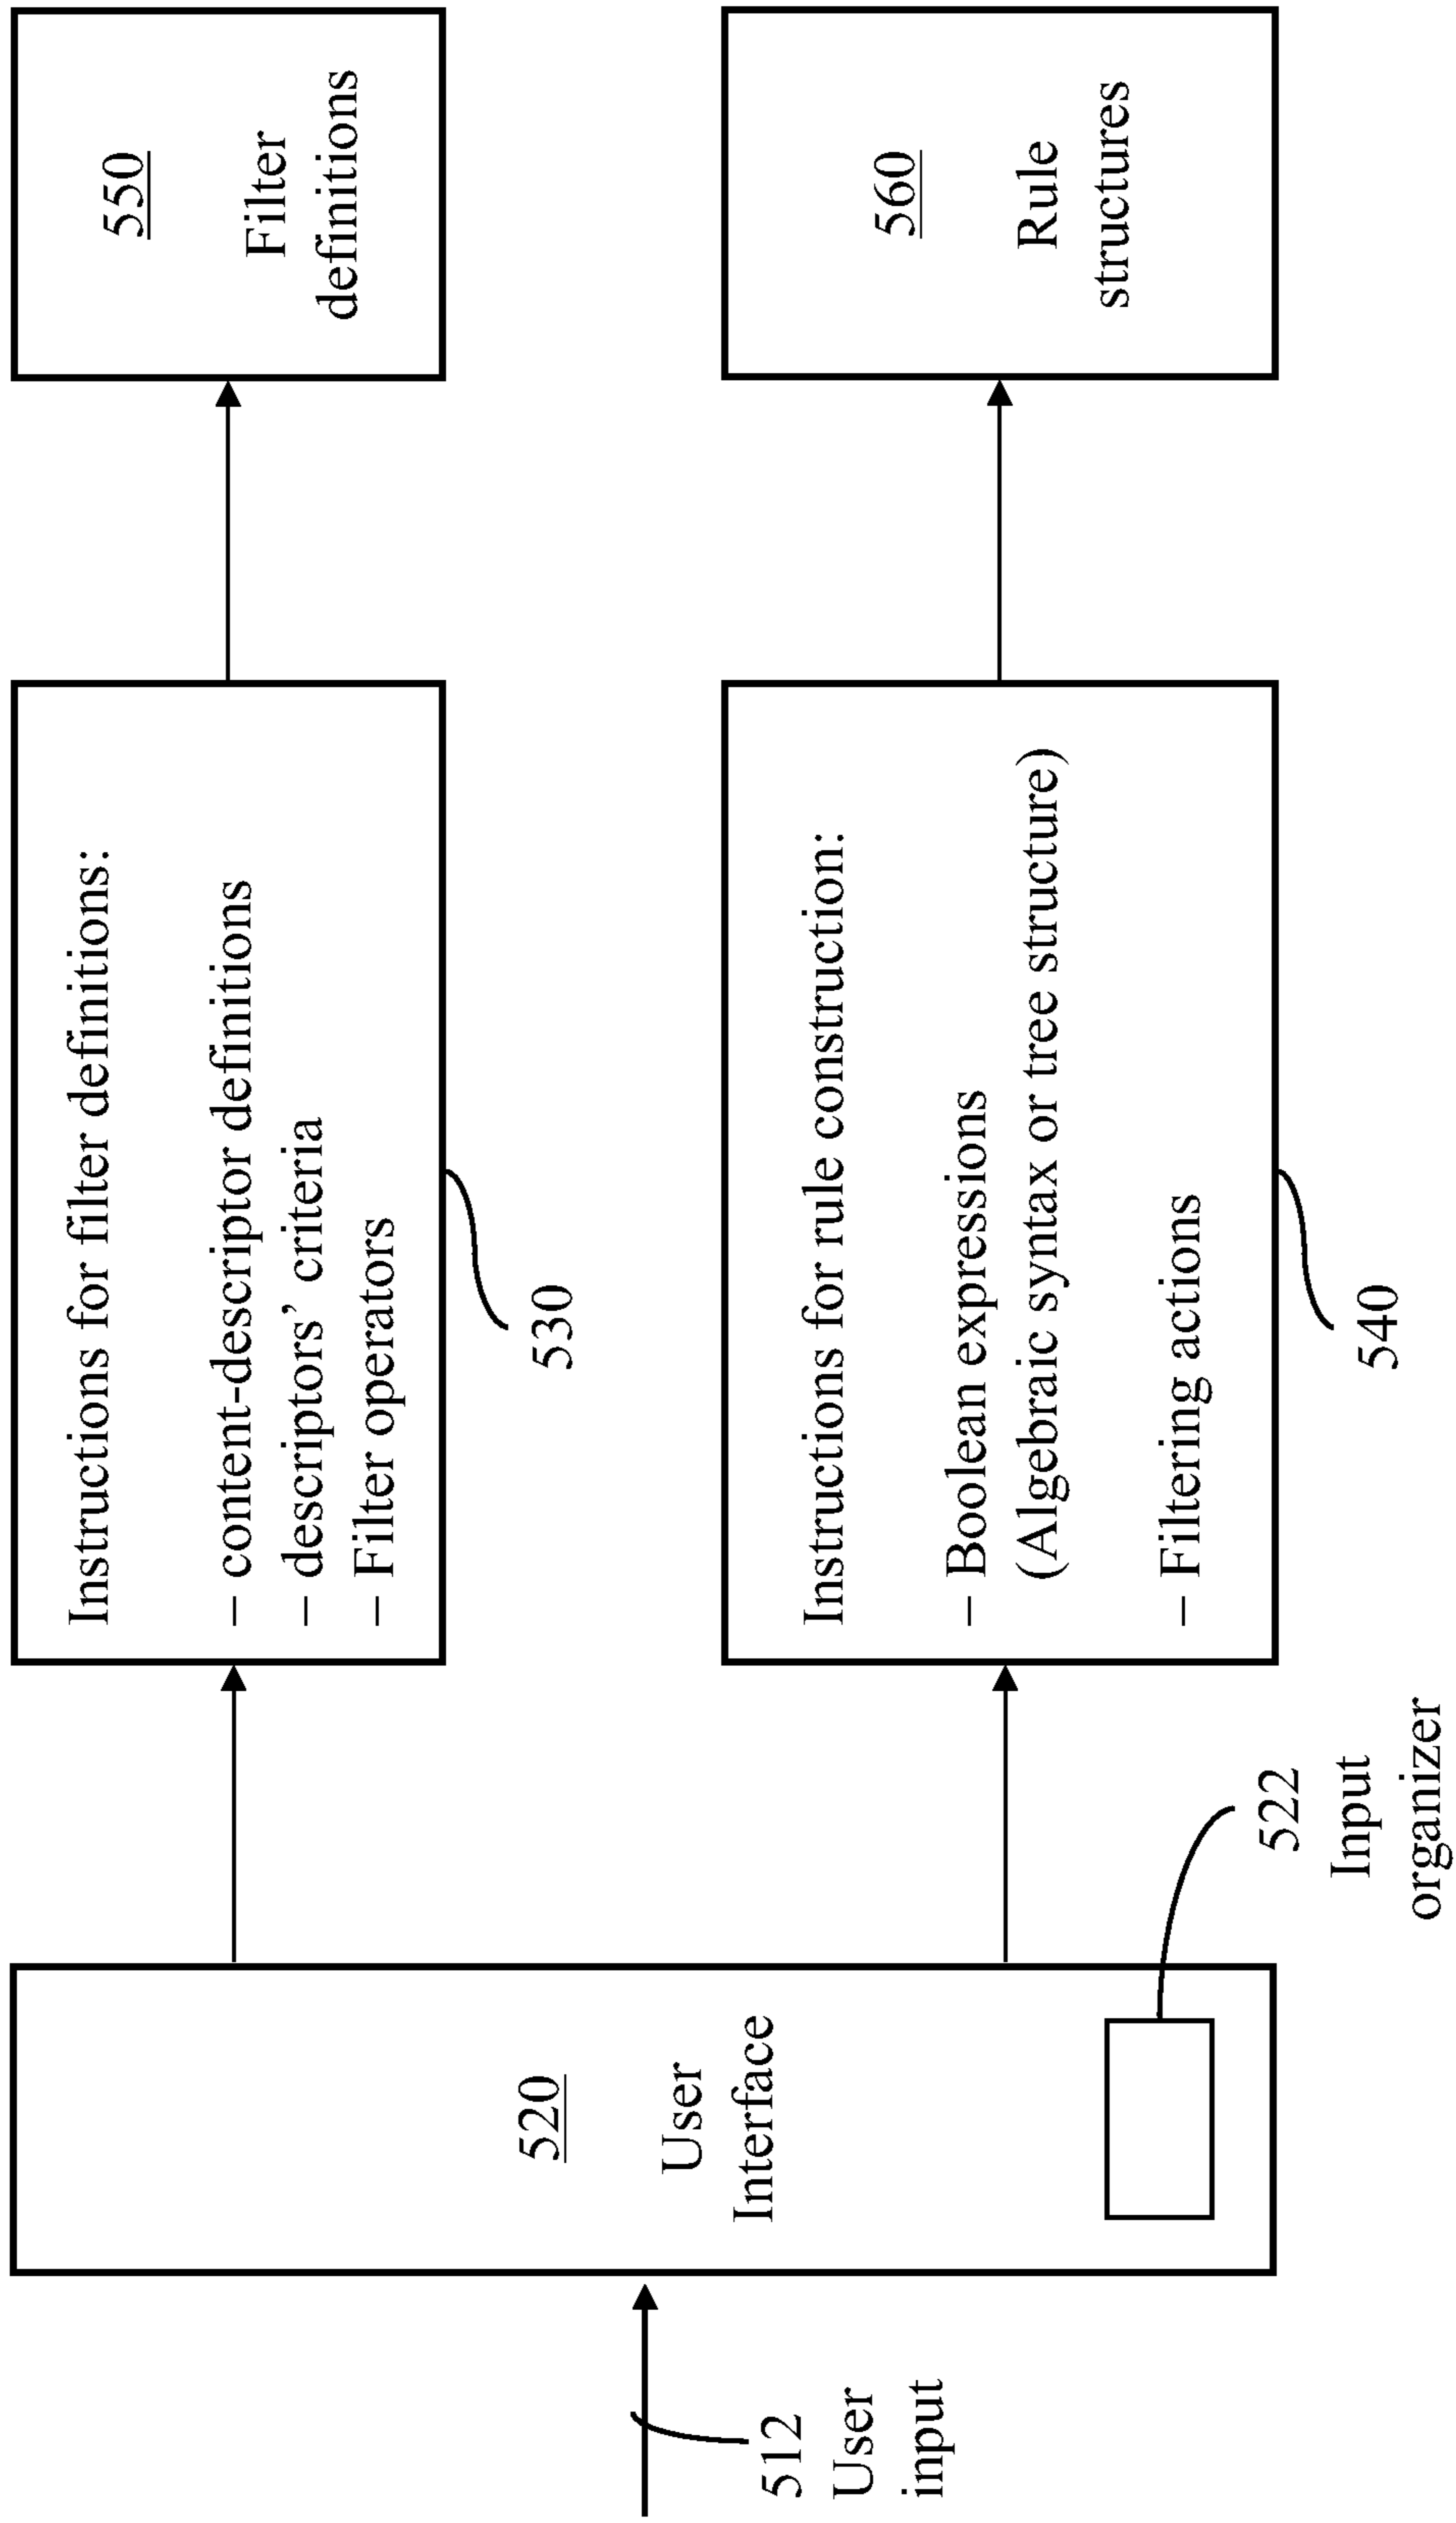 512
User
input
520
User
Interface
522
Input
organizer
Instructions for filter definitions:
– content-descriptor definitions
– descriptors’ criteria
– Filter operators
530
Instructions for rule construction:
– Boolean expressions
(Algebraic syntax or tree structure)
– Filtering actions
540
550
Filter
definitions
560
Rule
structures